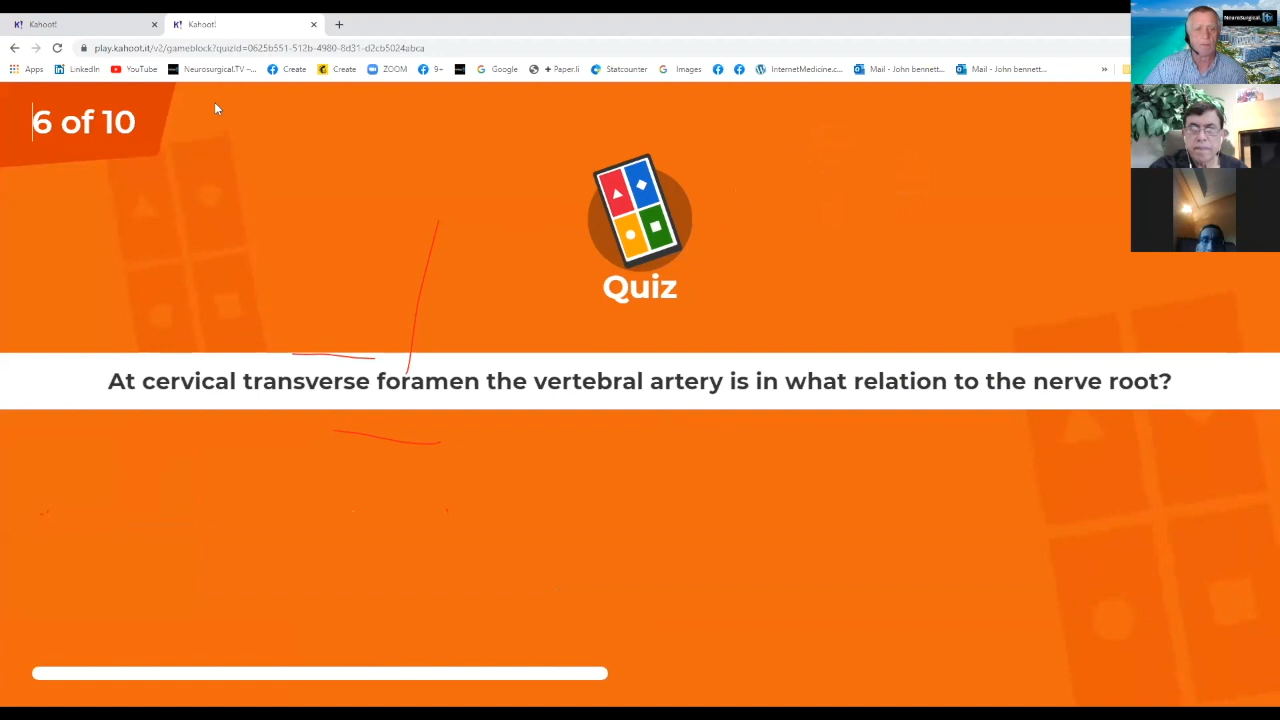 Kahoot!
Kahoot!
play.kahoot.it/v2/gameblock?quizId=0625b551-512b-4980-8d31-d2cb5024abca
Apps LinkedIn YouTube Neurosurgical.TV –... Create Create ZOOM 9+ Google + Paper.li Statcounter Images InternetMedicine.c... Mail - John bennett... Mail - John bennett... »
NeuroSurgical.
6 of 10
Quiz
At cervical transverse foramen the vertebral artery is in what relation to the nerve root?